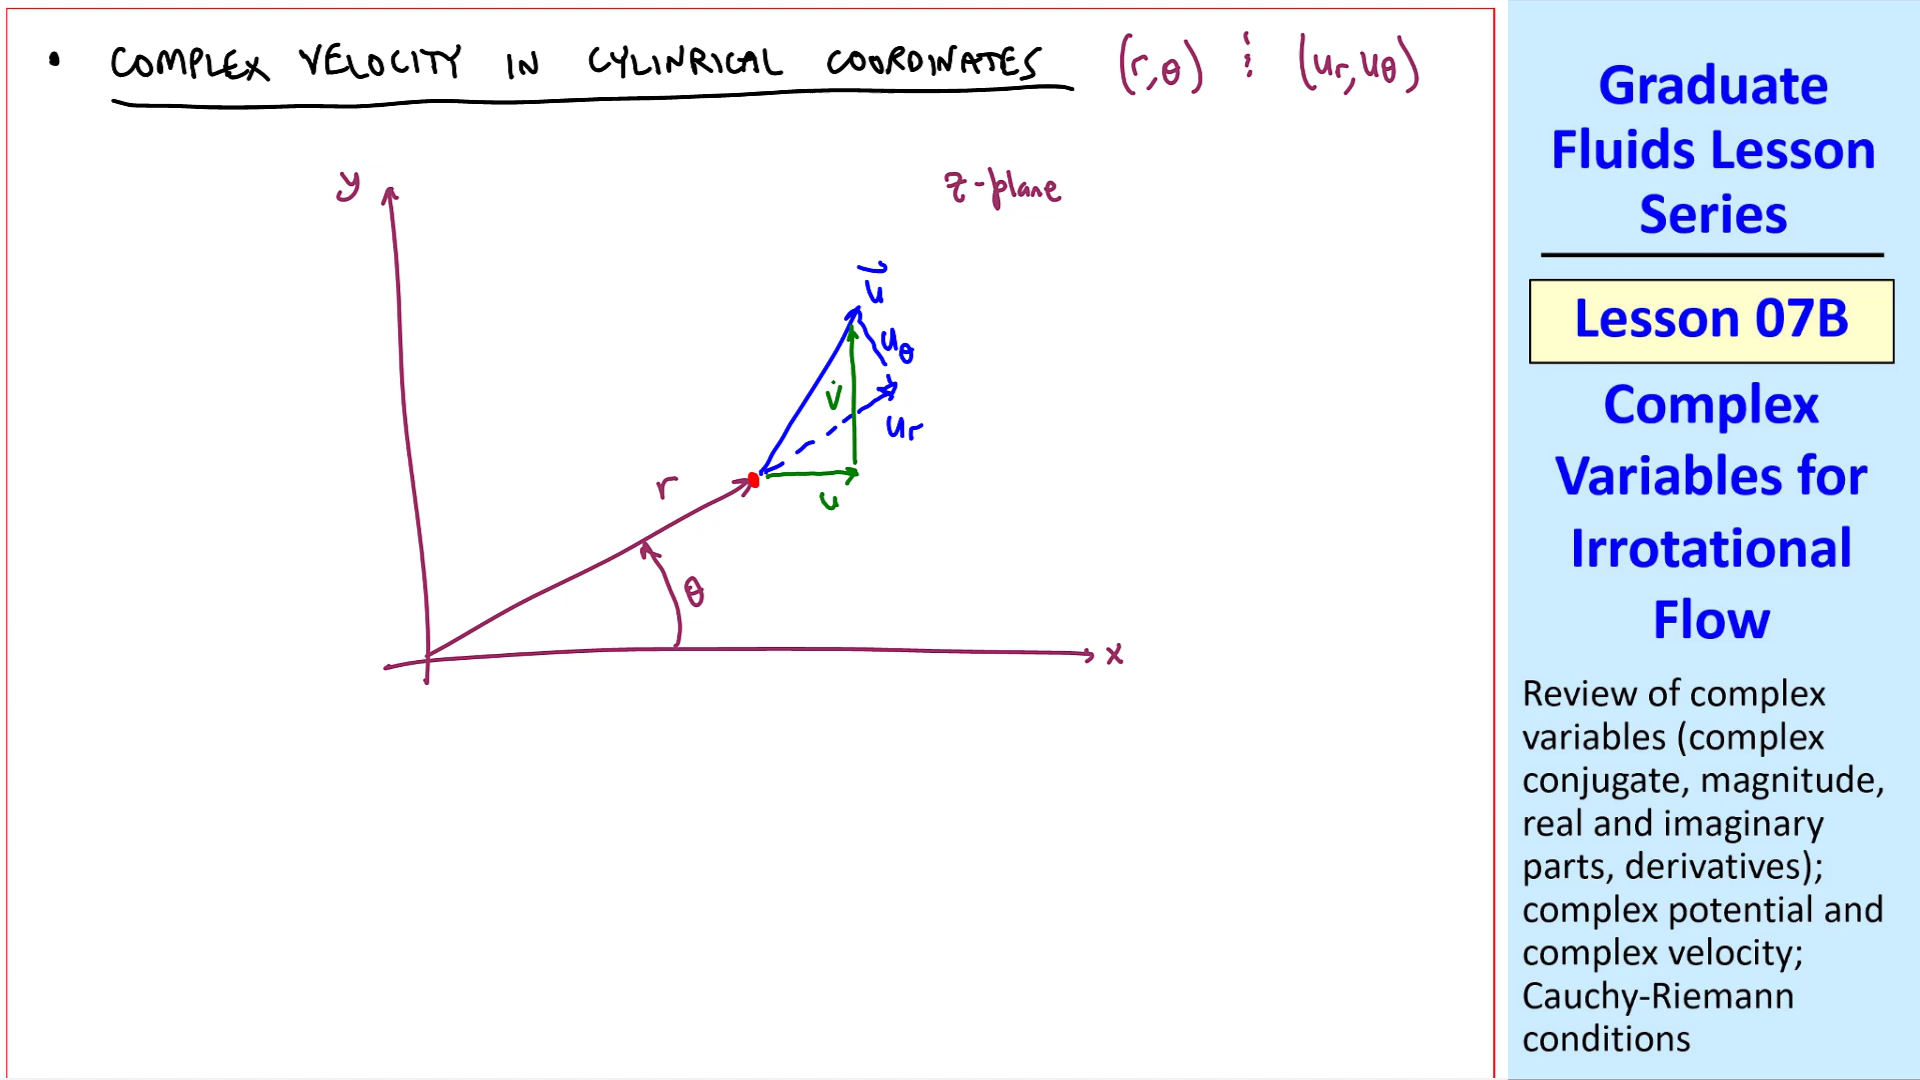 • COMPLEX VELOCITY IN CYLINRICAL COORDINATES (r,θ) ⋮ (ur,uθ)
y
z-plane
u
uθ
v
ur
u
r
θ
x
Graduate
Fluids Lesson
Series
Lesson 07B
Complex
Variables for
Irrotational
Flow
Review of complex
variables (complex
conjugate, magnitude,
real and imaginary
parts, derivatives);
complex potential and
complex velocity;
Cauchy-Riemann
conditions